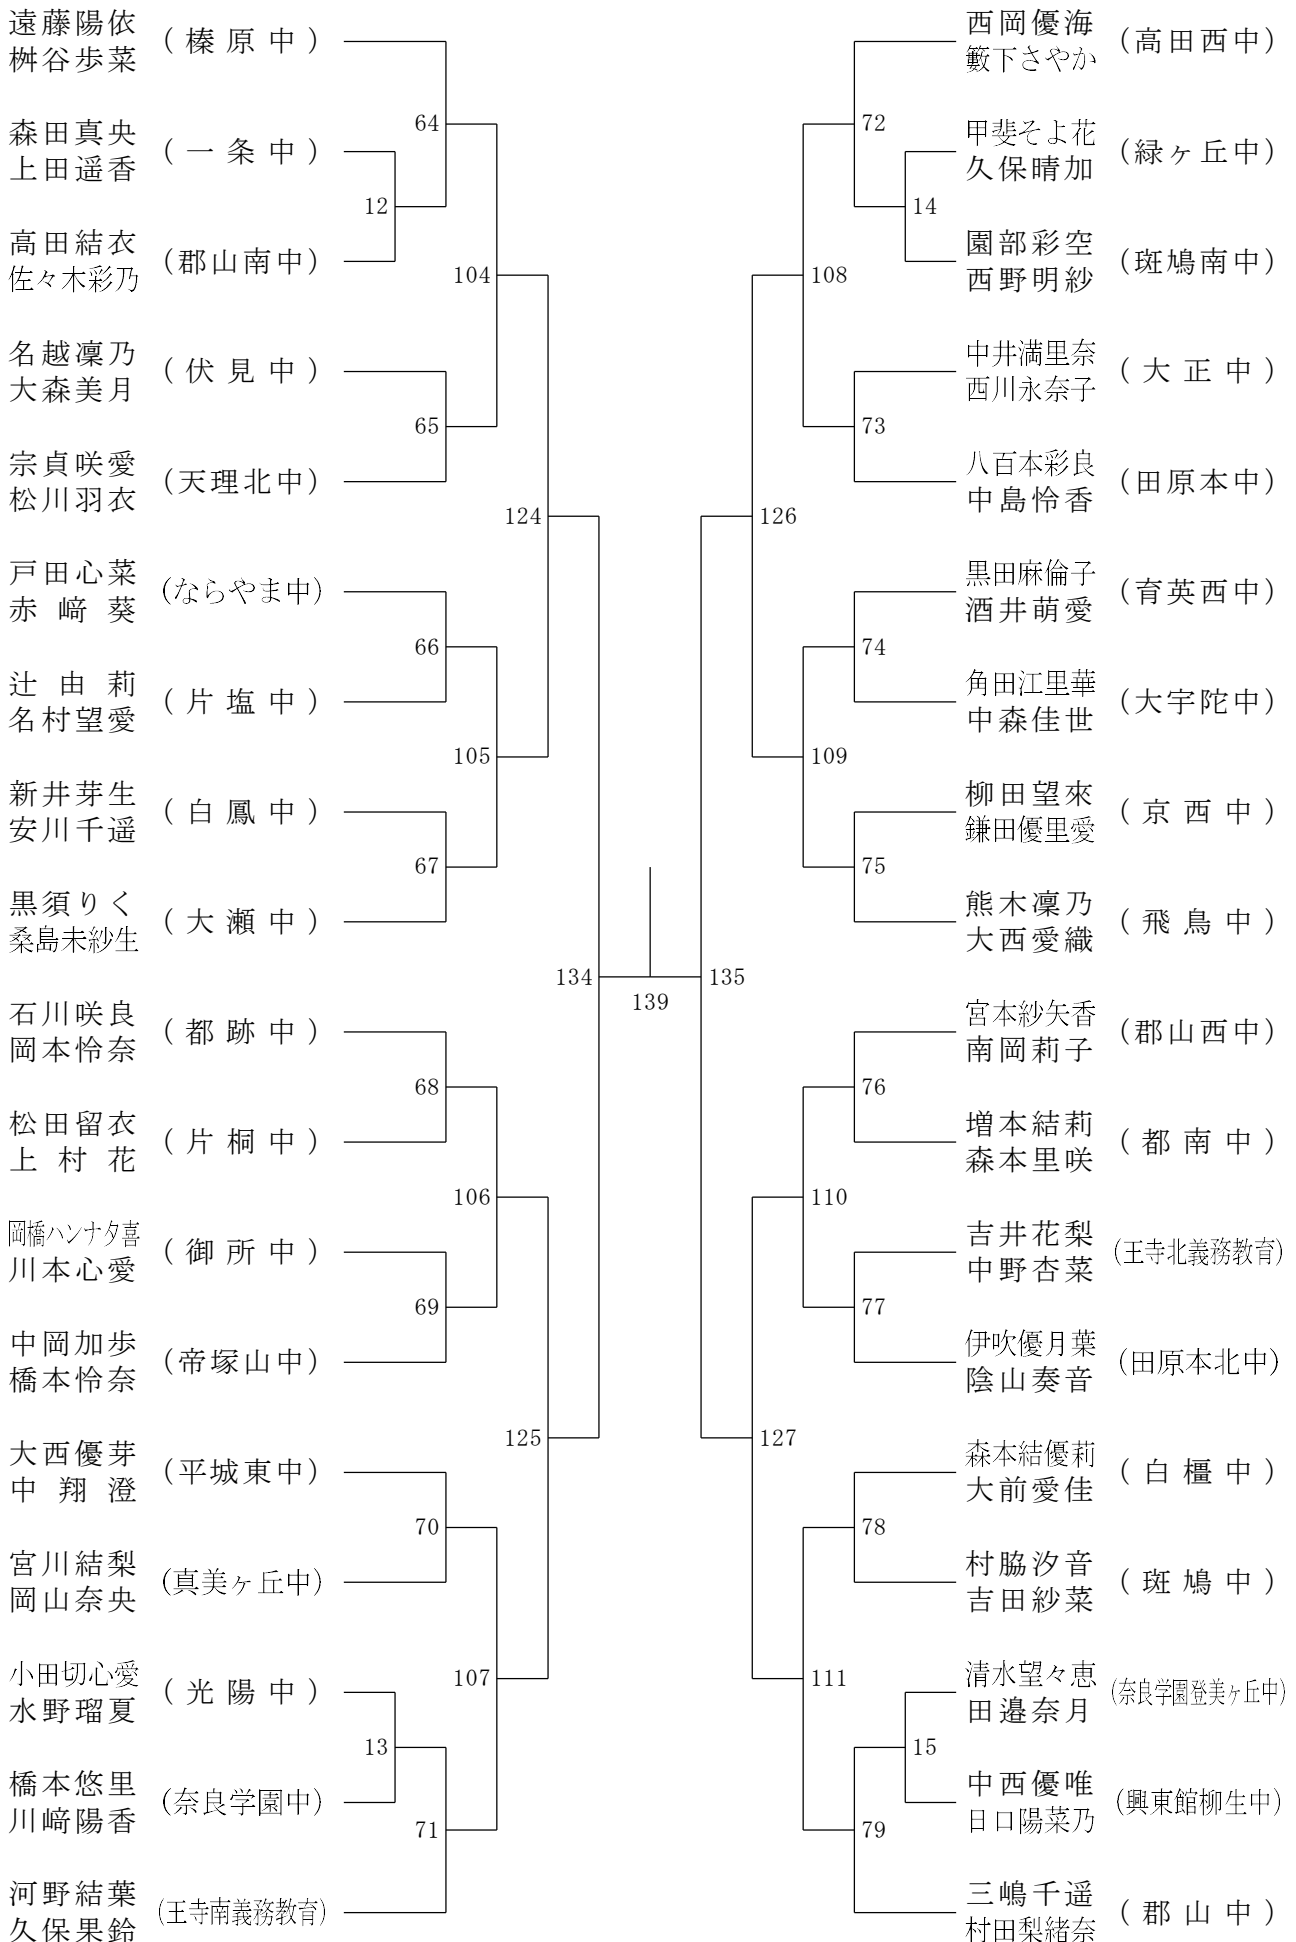 遠藤陽依
桝谷歩菜
(榛原中)
森田真央
上田遥香
(一条中)
高田結衣
佐々木彩乃
(郡山南中)
名越凜乃
大森美月
(伏見中)
宗貞咲愛
松川羽衣
(天理北中)
戸田心菜
赤﨑葵
(ならやま中)
辻由莉
名村望愛
(片塩中)
新井芽生
安川千遥
(白鳳中)
黒須りく
桑島未紗生
(大瀬中)
石川咲良
岡本怜奈
(都跡中)
松田留衣
上村花
(片桐中)
岡橋ハンナ夕喜
川本心愛
(御所中)
中岡加歩
橋本怜奈
(帝塚山中)
大西優芽
中翔澄
(平城東中)
宮川結梨
岡山奈央
(真美ヶ丘中)
小田切心愛
水野瑠夏
(光陽中)
橋本悠里
川﨑陽香
(奈良学園中)
河野結葉
久保果鈴
(王寺南義務教育)
64
12
104
65
124
66
105
67
134
68
106
69
125
70
107
13
71
139
135
72
14
108
73
126
74
109
75
76
110
77
127
78
111
15
79
西岡優海
籔下さやか
(高田西中)
甲斐そよ花
久保晴加
(緑ヶ丘中)
園部彩空
西野明紗
(斑鳩南中)
中井満里奈
西川永奈子
(大正中)
八百本彩良
中島怜香
(田原本中)
黒田麻倫子
酒井萌愛
(育英西中)
角田江里華
中森佳世
(大宇陀中)
柳田望來
鎌田優里愛
(京西中)
熊木凜乃
大西愛織
(飛鳥中)
宮本紗矢香
南岡莉子
(郡山西中)
増本結莉
森本里咲
(都南中)
吉井花梨
中野杏菜
(王寺北義務教育)
伊吹優月葉
陰山奏音
(田原本北中)
森本結優莉
大前愛佳
(白橿中)
村脇汐音
吉田紗菜
(斑鳩中)
清水望々恵
田邉奈月
(奈良学園登美ヶ丘中)
中西優唯
日口陽菜乃
(興東館柳生中)
三嶋千遥
村田梨緒奈
(郡山中)